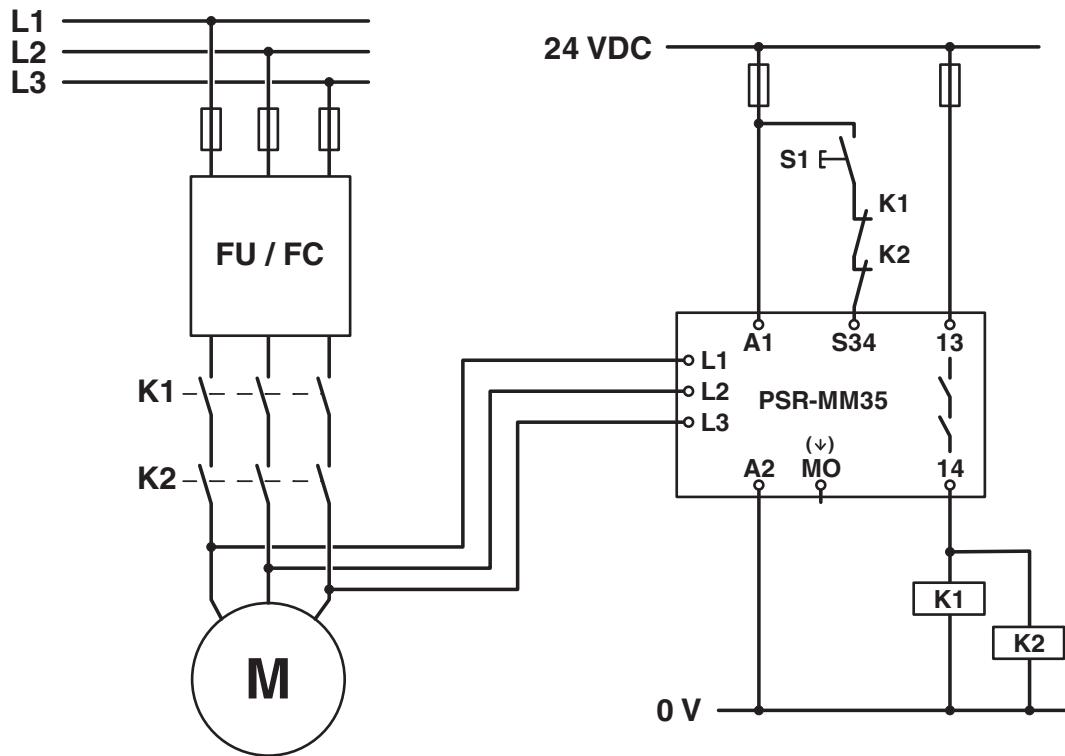 L1
L2
L3
FU / FC
K1
K2
M
24 VDC
S1
K1
K2
A1 S34 13
L1
L2
L3
PSR-MM35
(↓)
A2 MO 14
K1
K2
0 V